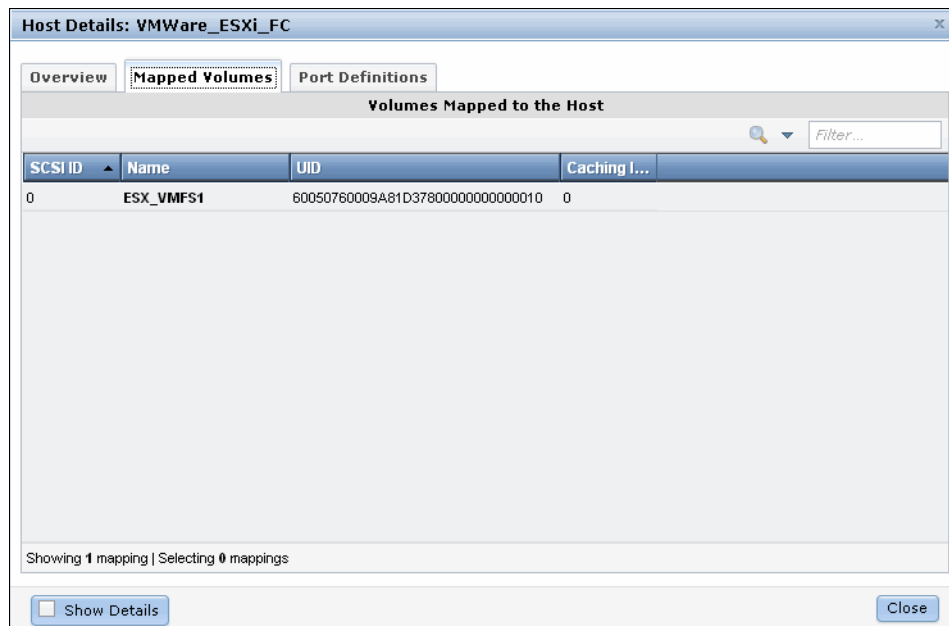 Host Details: VMWare_ESXi_FC x
Overview Mapped Volumes Port Definitions
Volumes Mapped to the Host
Filter...
SCSI ID Name UID Caching I...
0 ESX_VMFS1 60050760009A81D37800000000000010 0
Showing 1 mapping | Selecting 0 mappings
Show Details Close